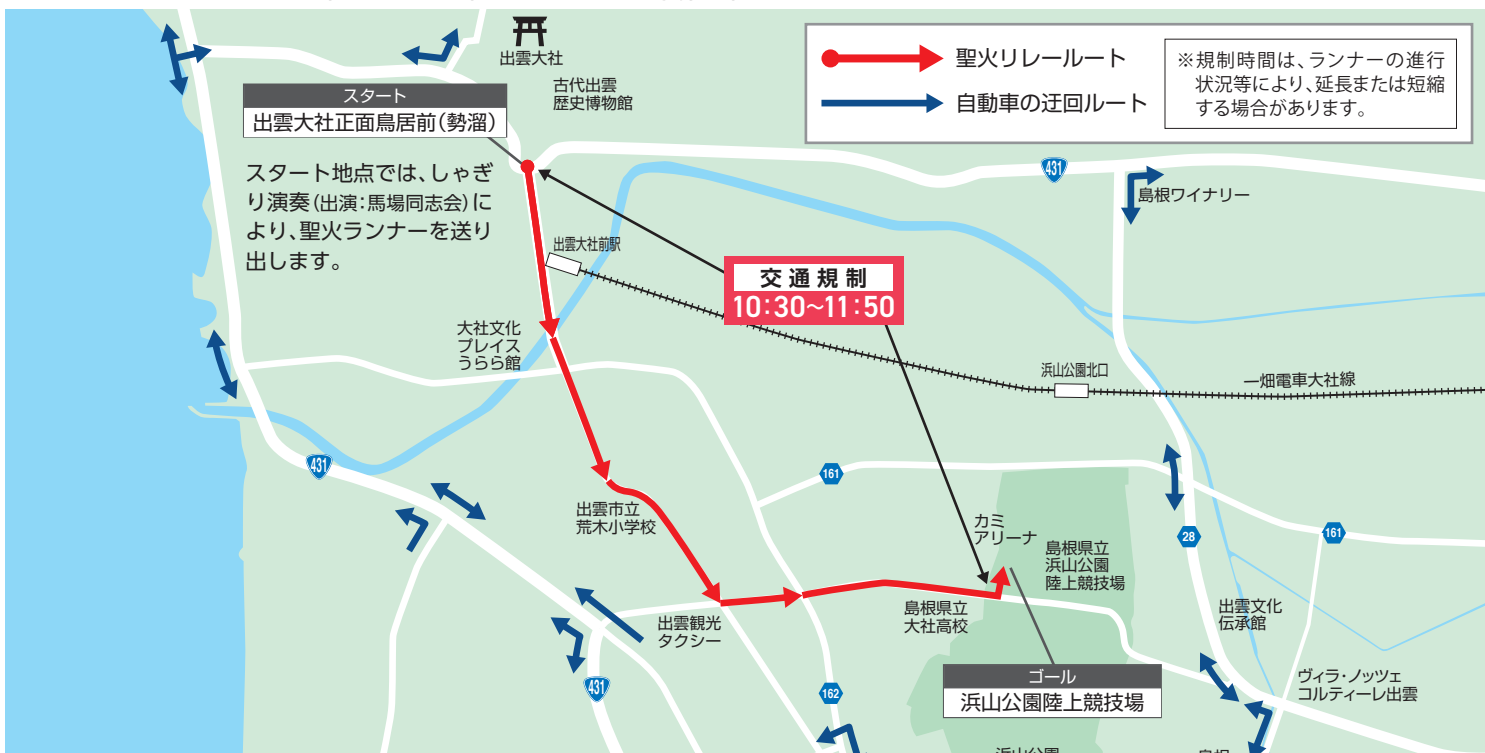 出雲大社
古代出雲
歴史博物館
スタート
出雲大社正面鳥居前(勢溜)
スタート地点では、しゃぎ
り演奏(出演:馬場同志会)に
より、聖火ランナーを送り
出します。
聖火リレールート
自動車の迂回ルート
※規制時間は、ランナーの進行
状況等により、延長または短縮
する場合があります。
431
島根ワイナリー
出雲大社前駅
交通規制
10:30~11:50
大社文化
プレイス
うらら館
浜山公園北口
一畑電車大社線
431
161
出雲市立
荒木小学校
カミ
アリーナ
島根県立
浜山公園
陸上競技場
28
161
島根県立
大社高校
出雲観光
タクシー
出雲文化
伝承館
ゴール
浜山公園陸上競技場
431
162
ヴィラ・ノッツェ
コルティーレ出雲
浜山公園